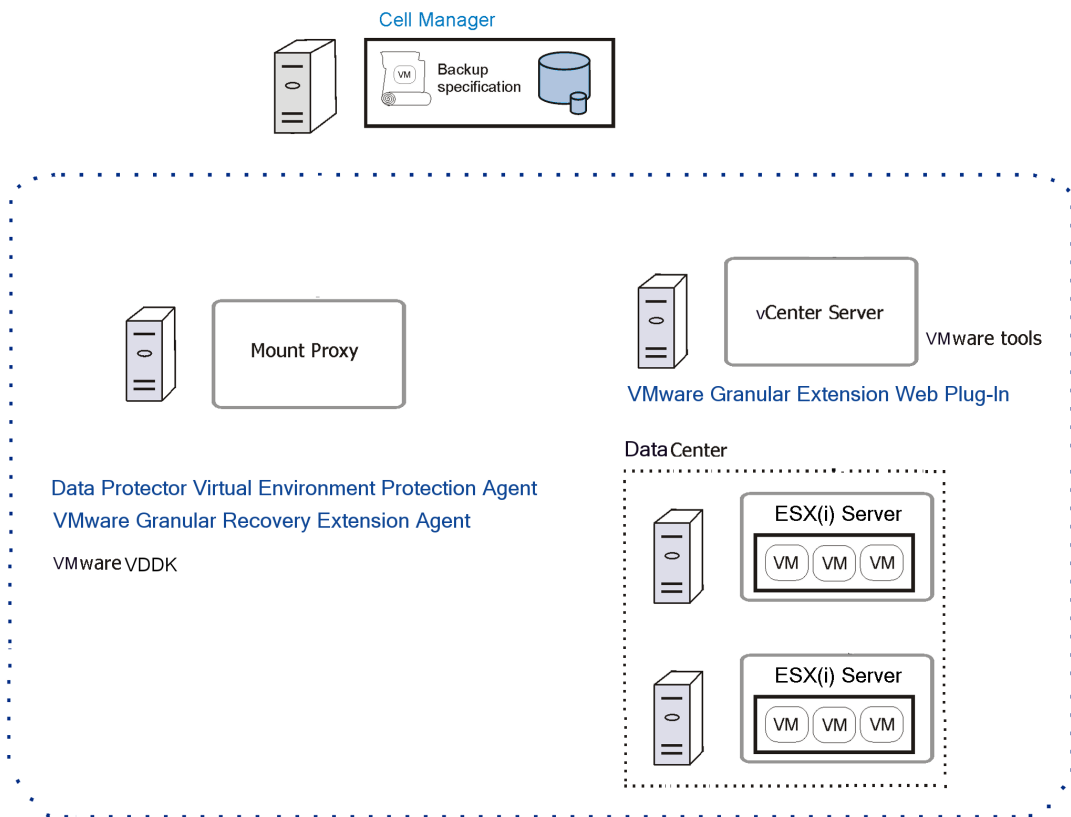 Cell Manager
VM
Backup
specification
Mount Proxy
vCenter Server
VMware tools
VMware Granular Extension Web Plug-In
Data Center
Data Protector Virtual Environment Protection Agent
VMware Granular Recovery Extension Agent
VMware VDDK
ESX(i) Server
VM VM VM
ESX(i) Server
VM VM VM